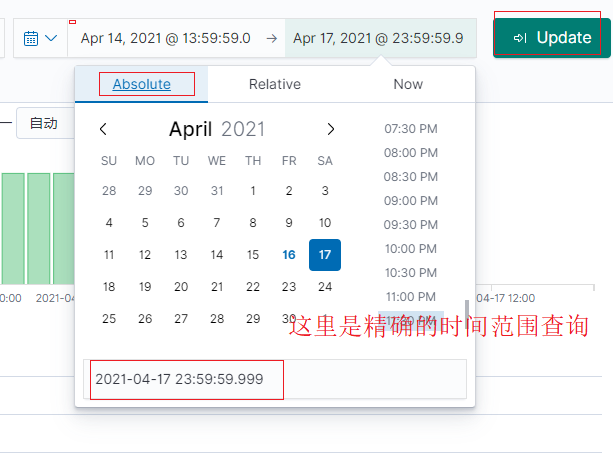 Apr 14, 2021 @ 13:59:59.0 → Apr 17, 2021 @ 23:59:59.9 Update
Absolute Relative Now
自动
April 2021
SU MO TU WE TH FR SA
28 29 30 31 1 2 3
4 5 6 7 8 9 10
11 12 13 14 15 16 17
18 19 20 21 22 23 24
25 26 27 28 29 30
07:30 PM
08:00 PM
08:30 PM
09:00 PM
09:30 PM
10:00 PM
10:30 PM
11:00 PM
11:30 PM
0:00 2021-04
04-17 12:00
这里是精确的时间范围查询
2021-04-17 23:59:59.999